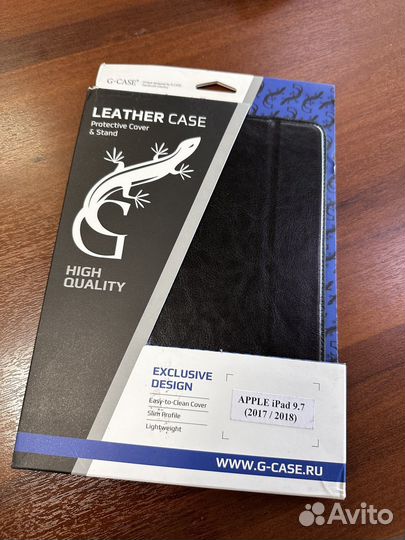 G-CASE®
LEATHER CASE
Protective Cover
& Stand
G
HIGH
QUALITY
EXCLUSIVE
DESIGN
Easy-to-Clean Cover
Slim Profile
Lightweight
APPLE iPad 9.7
(2017 / 2018)
WWW.G-CASE.RU
Avito